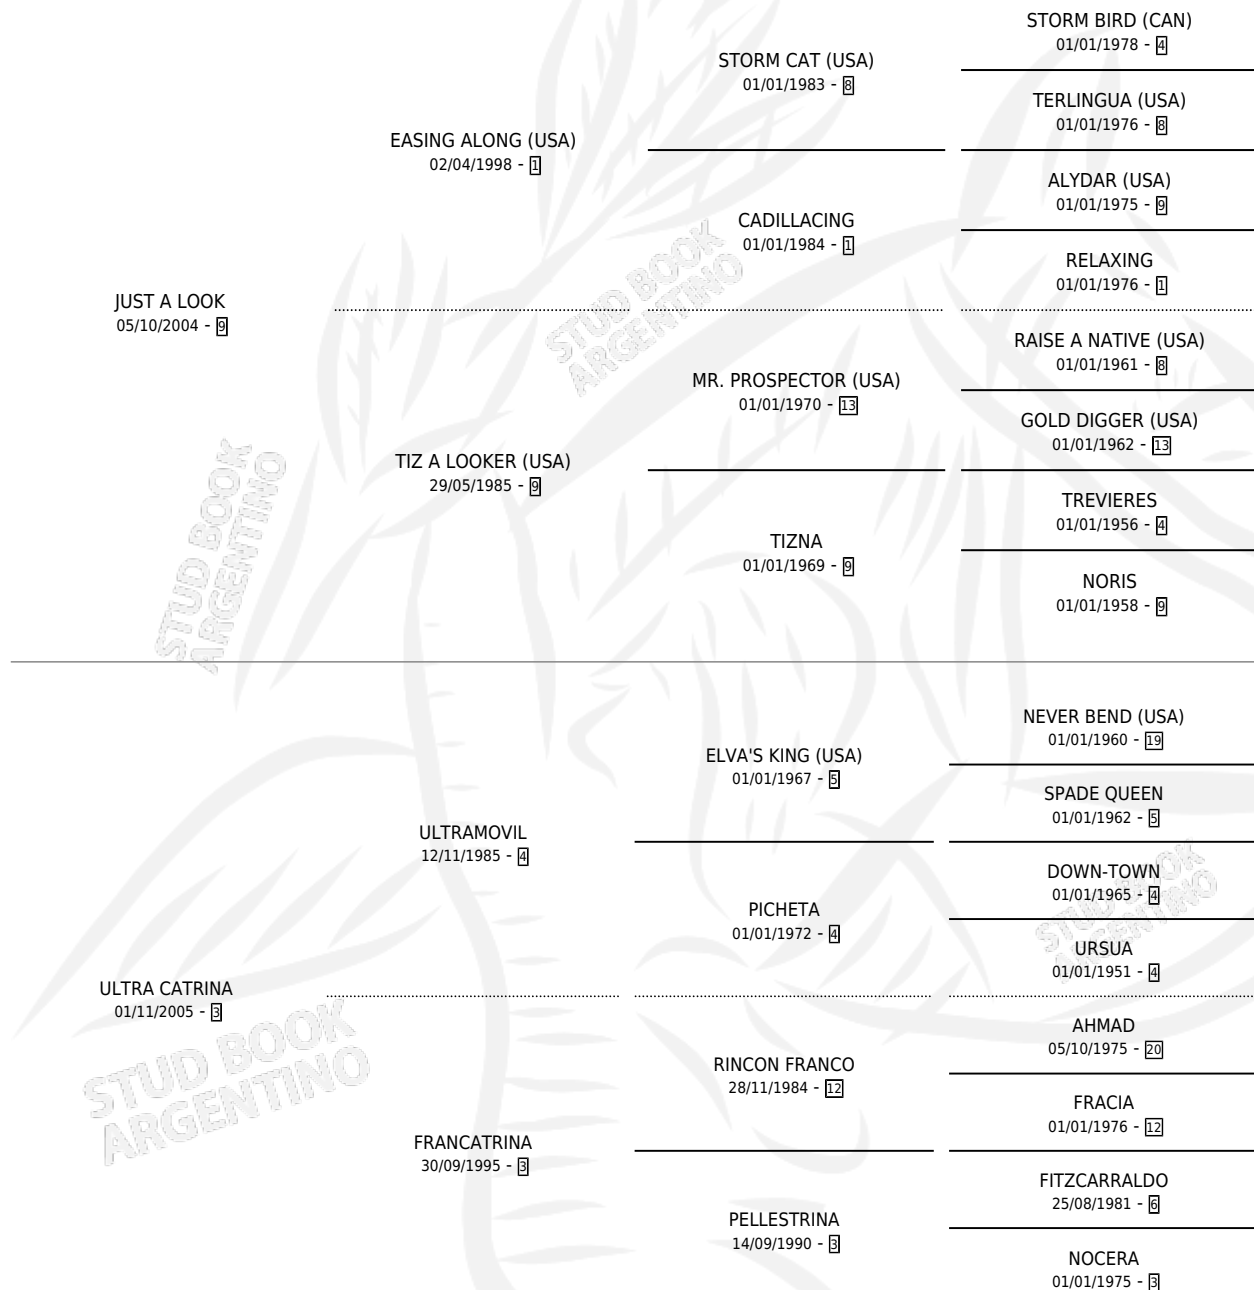 STORM BIRD (CAN)
01/01/1978 - 4
STORM CAT (USA)
01/01/1983 - 8
TERLINGUA (USA)
01/01/1976 - 8
EASING ALONG (USA)
02/04/1998 - 1
ALYDAR (USA)
01/01/1975 - 9
CADILLACING
01/01/1984 - 1
RELAXING
01/01/1976 - 1
JUST A LOOK
05/10/2004 - 9
RAISE A NATIVE (USA)
01/01/1961 - 8
MR. PROSPECTOR (USA)
01/01/1970 - 13
GOLD DIGGER (USA)
01/01/1962 - 13
TIZ A LOOKER (USA)
29/05/1985 - 9
TREVIERES
01/01/1956 - 4
TIZNA
01/01/1969 - 9
NORIS
01/01/1958 - 9
NEVER BEND (USA)
01/01/1960 - 19
ELVA'S KING (USA)
01/01/1967 - 5
SPADE QUEEN
01/01/1962 - 5
ULTRAMOVIL
12/11/1985 - 4
DOWN-TOWN
01/01/1965 - 4
PICHETA
01/01/1972 - 4
URSUA
01/01/1951 - 4
ULTRA CATRINA
01/11/2005 - 3
AHMAD
05/10/1975 - 20
RINCON FRANCO
28/11/1984 - 12
FRACIA
01/01/1976 - 12
FRANCATRINA
30/09/1995 - 3
FITZCARRALDO
25/08/1981 - 6
PELLESTRINA
14/09/1990 - 3
NOCERA
01/01/1975 - 3
STUD BOOK
ARGENTINO
STUD BOOK
ARGENTINO
STUD BOOK
ARGENTINO
STUD BOOK
ARGENTINO